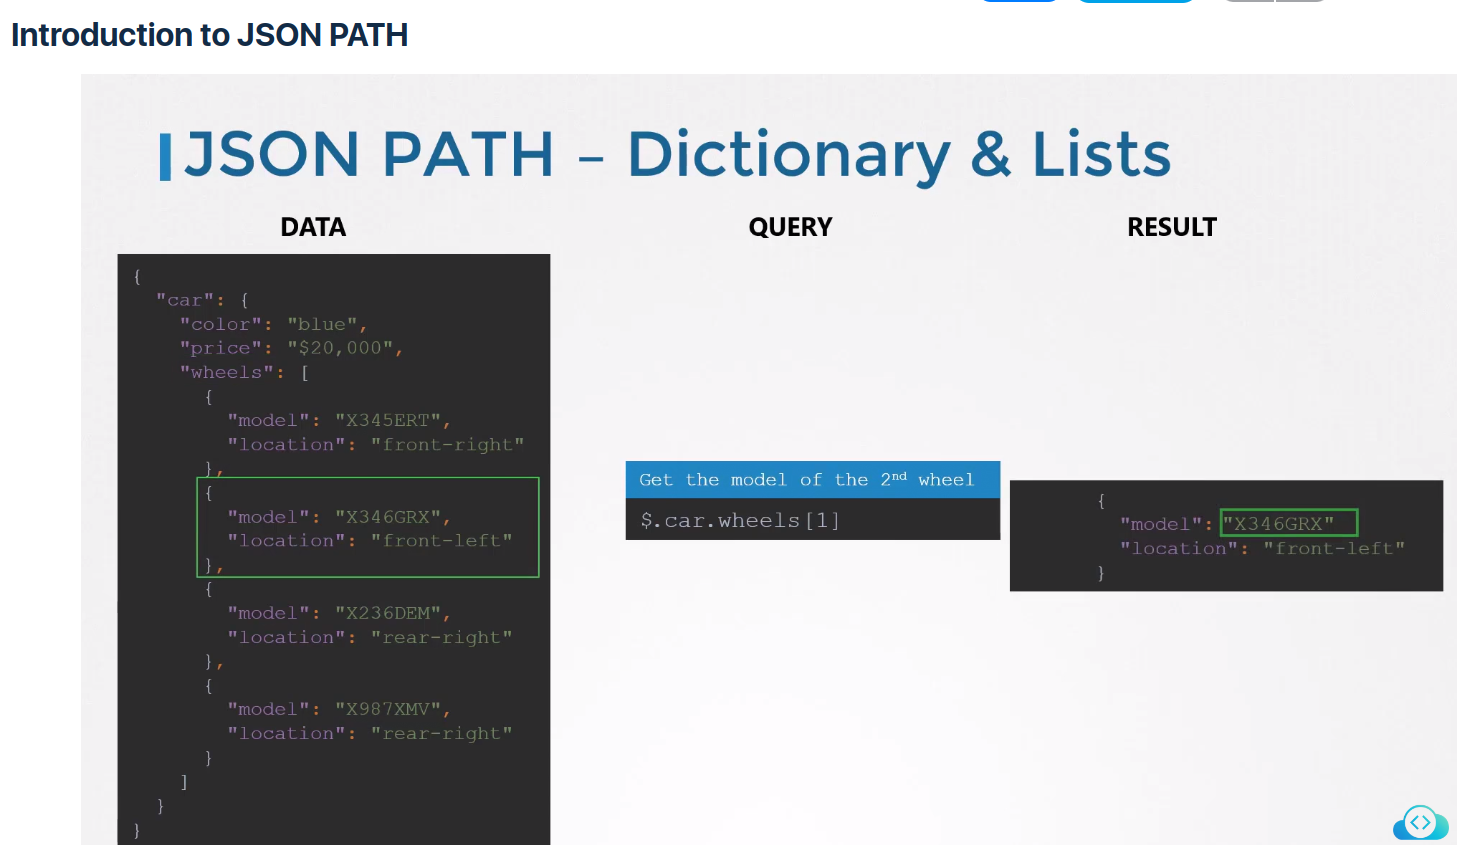 Introduction to JSON PATH
JSON PATH – Dictionary & Lists
DATA
{
"car": {
"color": "blue",
"price": "$20,000",
"wheels": [
{
"model": "X345ERT",
"location": "front-right"
},
{
"model": "X346GRX",
"location": "front-left"
},
{
"model": "X236DEM",
"location": "rear-right"
},
{
"model": "X987XMV",
"location": "rear-right"
}
]
}
}
QUERY
Get the model of the 2nd wheel
$.car.wheels[1]
RESULT
{
"model": "X346GRX"
"location": "front-left"
}